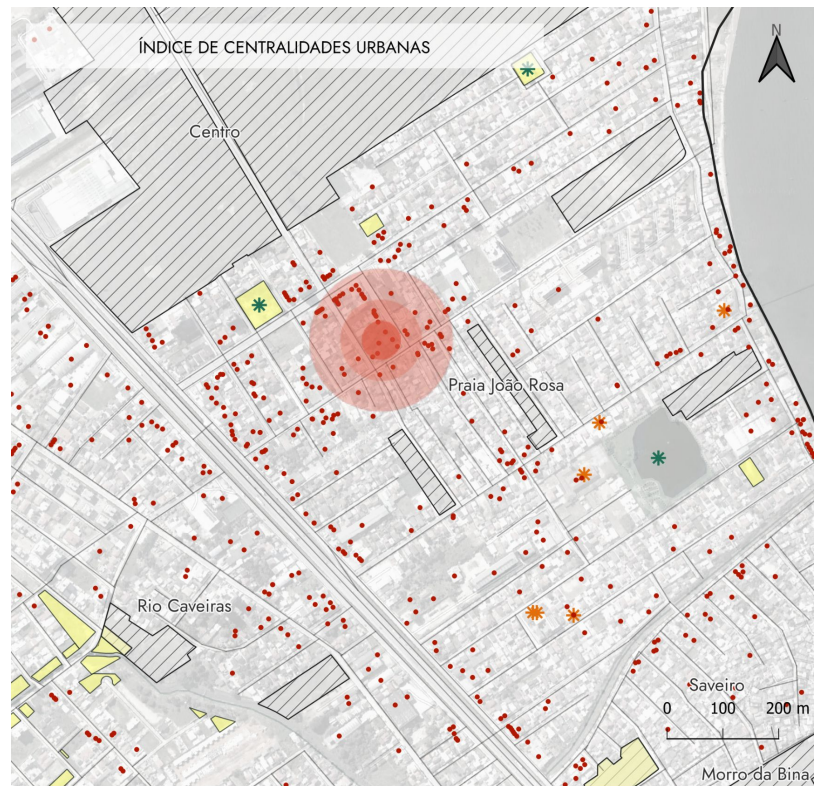 ÍNDICE DE CENTRALIDADES URBANAS
N
Centro
Praia João Rosa
Rio Caveiras
Saveiro
0 100 200 m
Morro da Bina